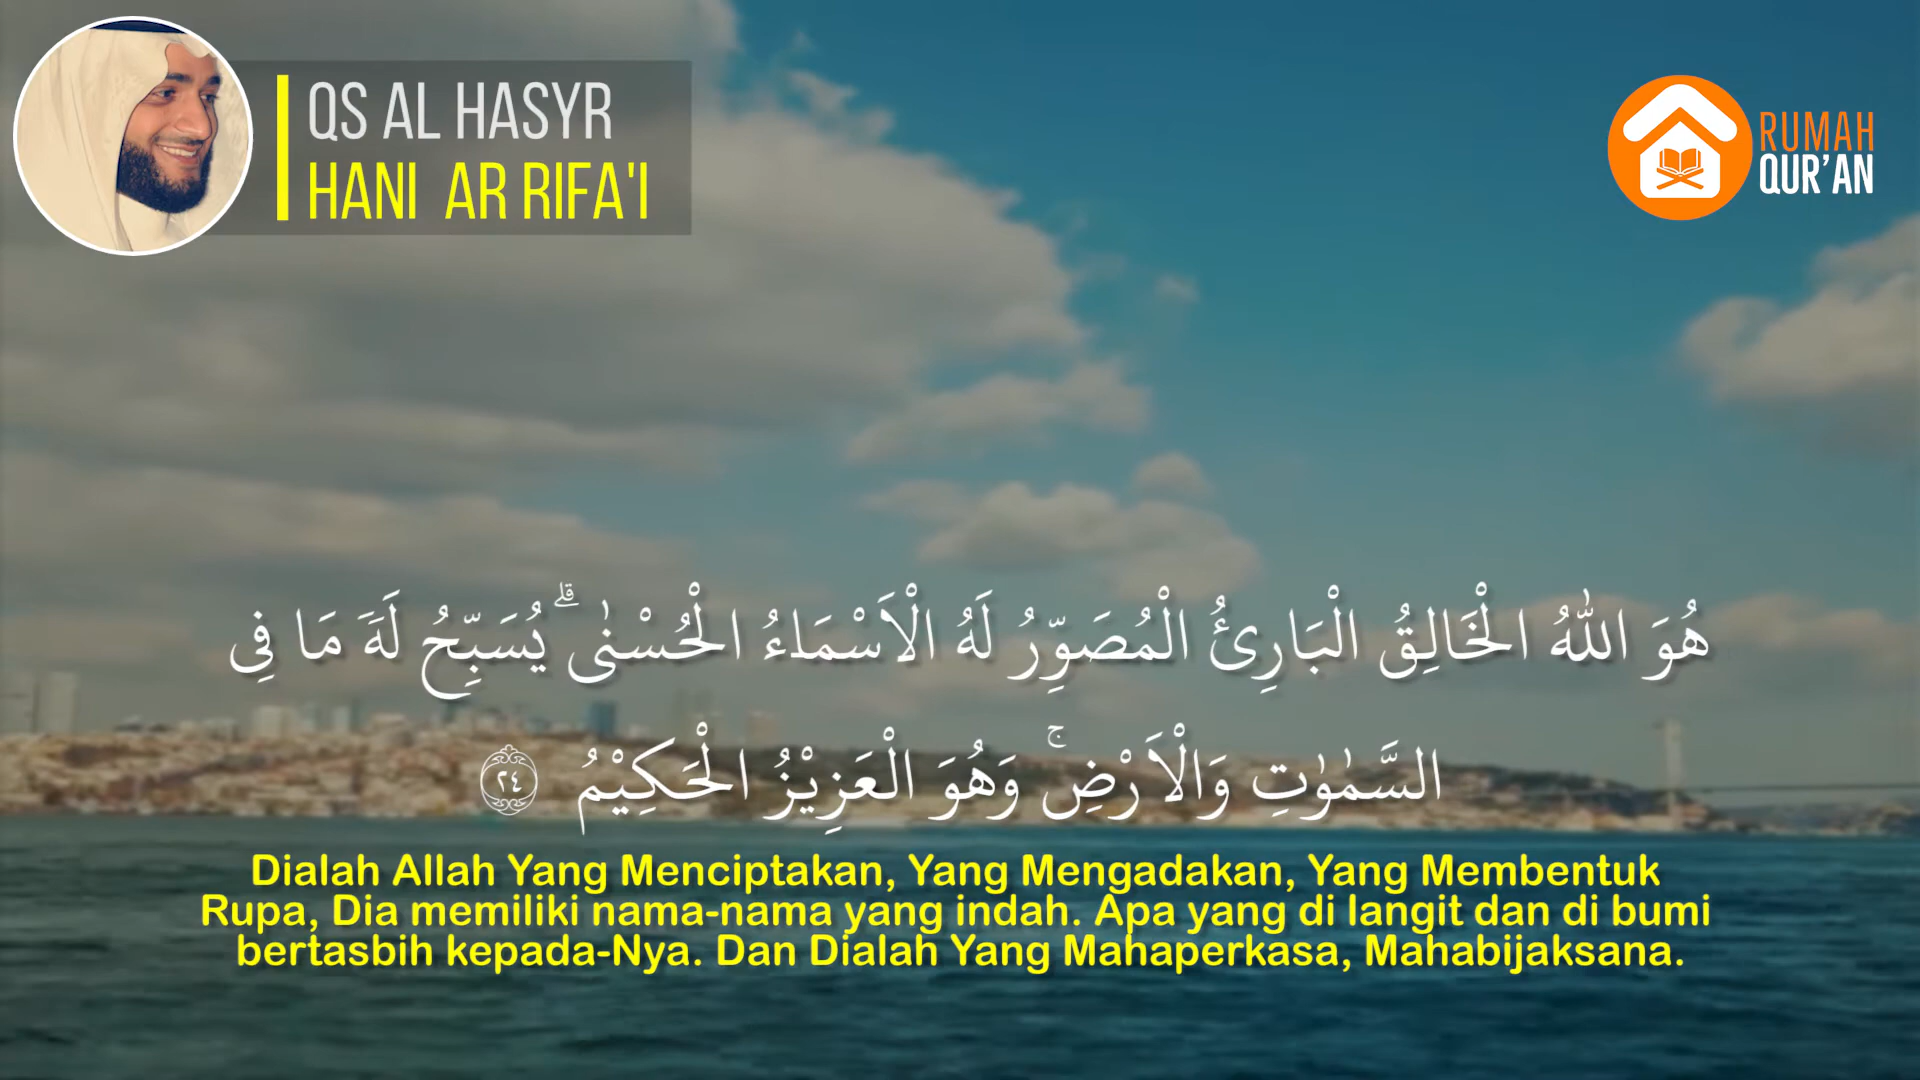 QS AL HASYR
HANI AR RIFA'I
RUMAH
QUR'AN
هُوَ اللّٰهُ الْخَالِقُ الْبَارِئُ الْمُصَوِّرُ لَهُ الْاَسْمَاءُ الْحُسْنٰىۗ يُسَبِّحُ لَهٗ مَا فِى
السَّمٰوٰتِ وَالْاَرْضِۚ وَهُوَ الْعَزِيْزُ الْحَكِيْمُ ٢٤
Dialah Allah Yang Menciptakan, Yang Mengadakan, Yang Membentuk
Rupa, Dia memiliki nama-nama yang indah. Apa yang di langit dan di bumi
bertasbih kepada-Nya. Dan Dialah Yang Mahaperkasa, Mahabijaksana.